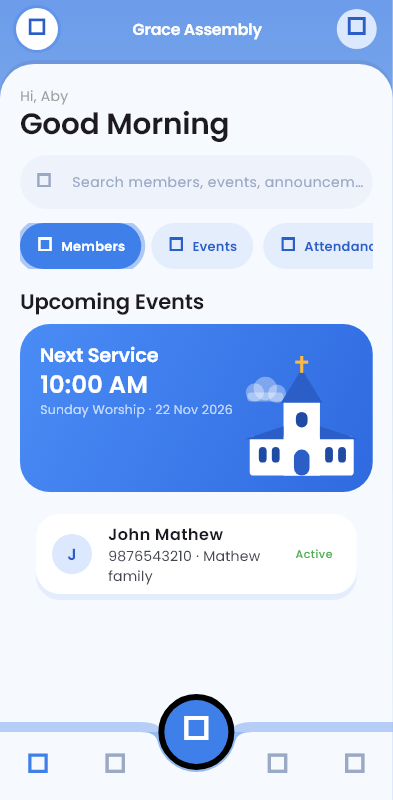 Grace Assembly
Hi, Aby
Good Morning
Search members, events, announcem...
Members
Events
Attendanc
Upcoming Events
Next Service
10:00 AM
Sunday Worship · 22 Nov 2026
J
John Mathew
9876543210 · Mathew
family
Active